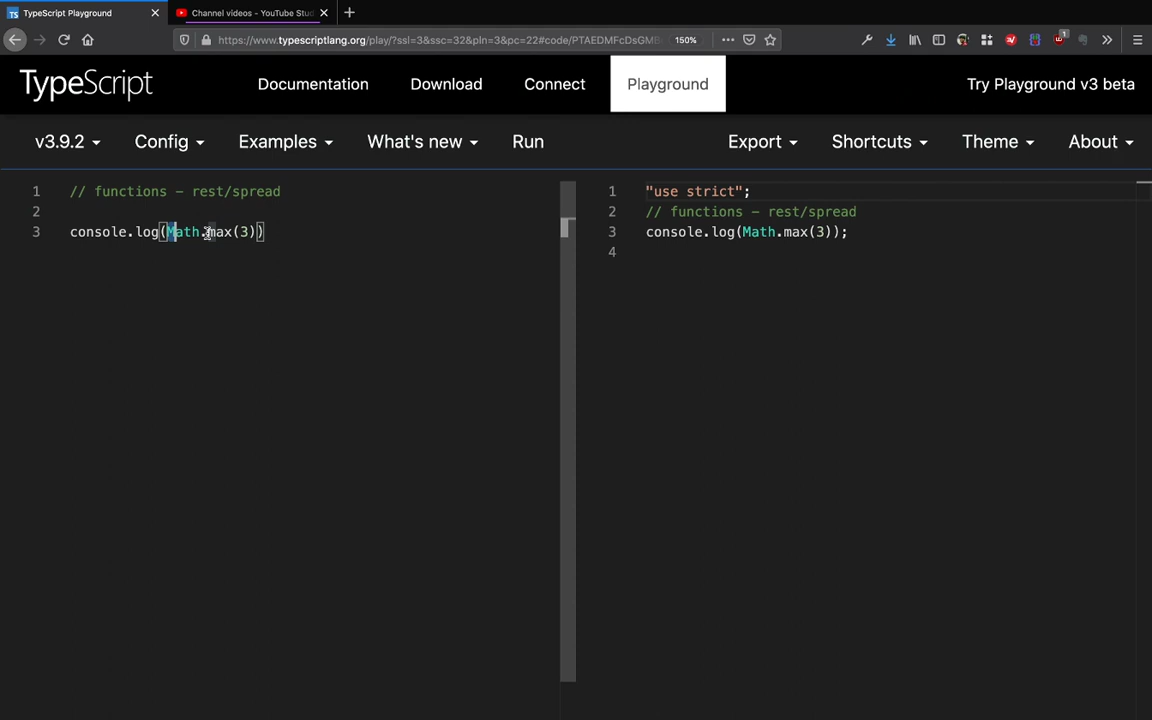 TypeScript Playground
Channel videos - YouTube Stud
https://www.typescriptlang.org/play/?ssl=3&ssc=32&pln=3&pc=22#code/PTAEDMFcDsGM
150%
1
TypeScript
Documentation
Download
Connect
Playground
Try Playground v3 beta
v3.9.2
Config
Examples
What's new
Run
Export
Shortcuts
Theme
About
1 // functions - rest/spread
2
3 console.log(Math.max(3))
1 "use strict";
2 // functions - rest/spread
3 console.log(Math.max(3));
4